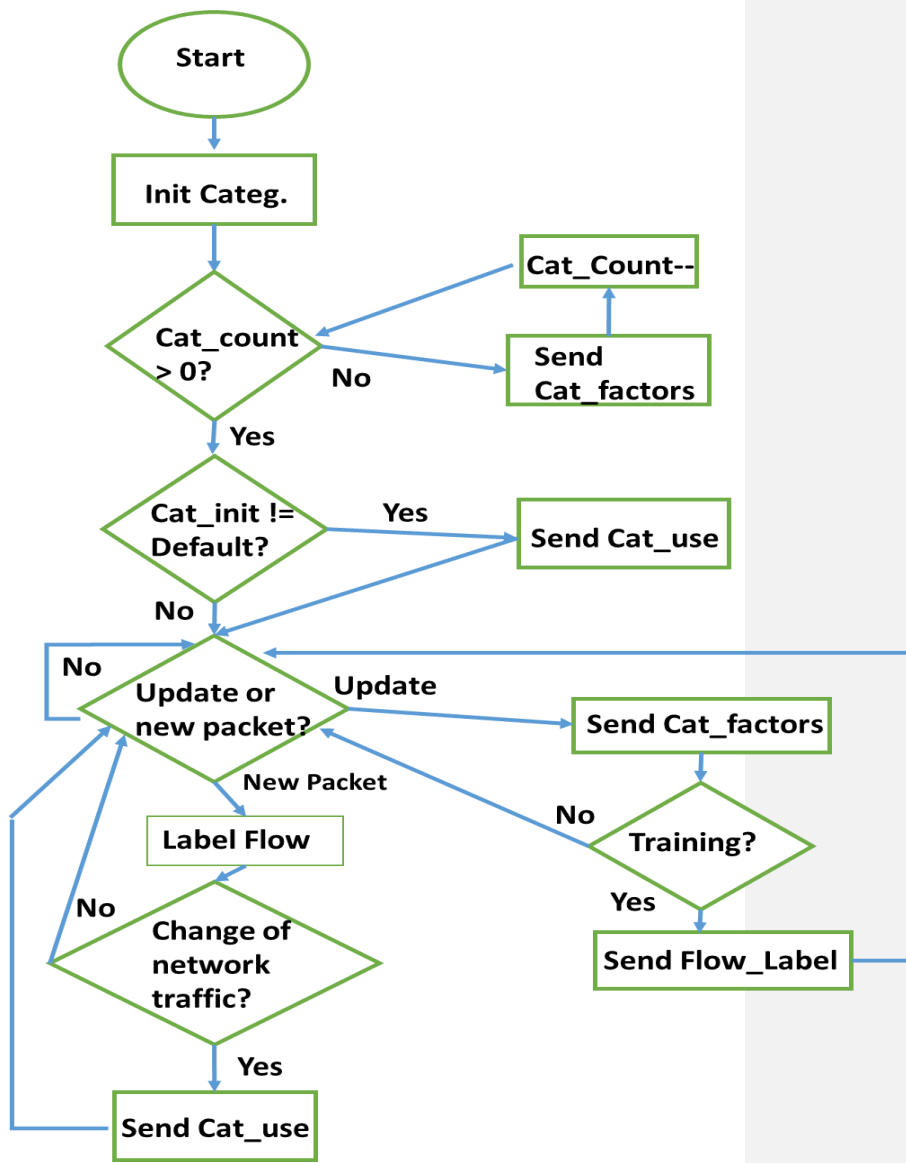 Start
Init Categ.
Cat_Count--
Cat_count
> 0?
Send
Cat_factors
No
Yes
Cat_init !=
Default?
Yes
Send Cat_use
No
No
Update or
new packet?
Update
Send Cat_factors
New Packet
No
Label Flow
Training?
Yes
No
Change of
network
traffic?
Send Flow_Label
Yes
Send Cat_use